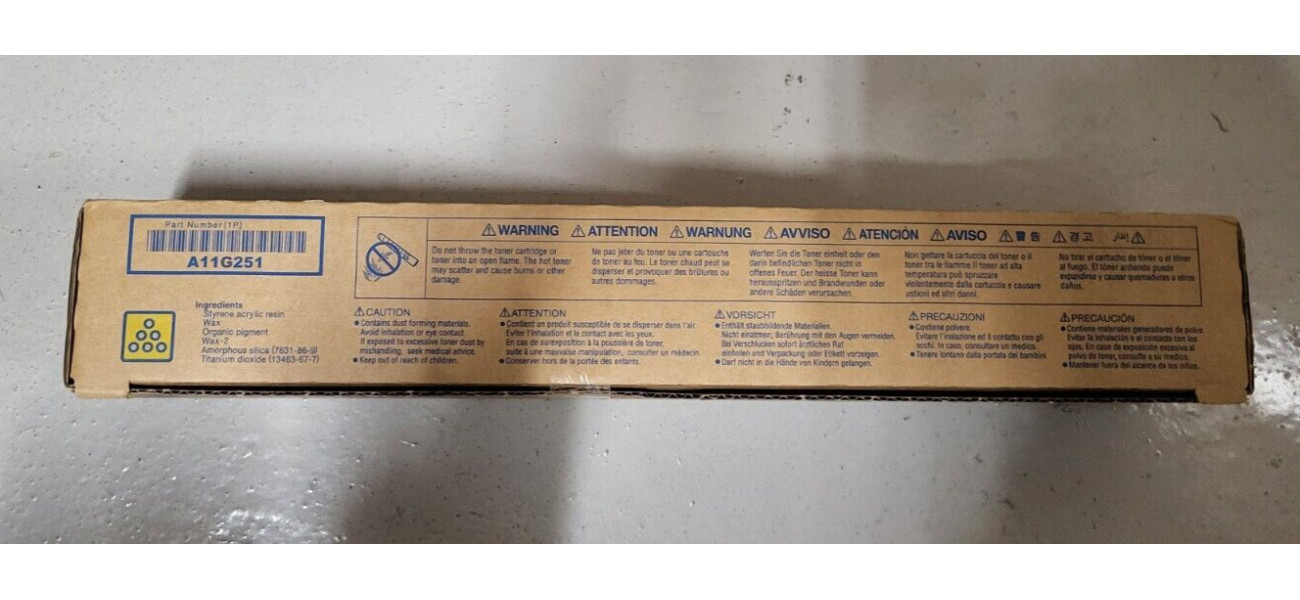 Part Number(1P)
A11G251
⚠WARNING ⚠ATTENTION ⚠WARNUNG ⚠AVVISO ⚠ATENCIÓN ⚠AVISO ⚠警告 ⚠경고 إنذار⚠
Do not throw the toner cartridge or
toner into an open flame. The hot toner
may scatter and cause burns or other
damage.
Ne pas jeter du toner ou une cartouche
de toner au feu. Le toner chaud peut se
disperser et provoquer des brûlures ou
autres dommages.
Werfen Sie die Toner einheit oder den
darin befindlichen Toner nicht in
offenes Feuer. Der heisse Toner kann
herausspritzen und Brandwunden oder
andere Schäden verursachen.
Non gettare la cartuccia del toner o il
toner tra le fiamme. Il toner ad alta
temperatura può spruzzare
violentemente dalla cartuccia e causare
ustioni ed altri danni.
No tirar el cartucho de tóner o el tóner
al fuego. El tóner ardiendo puede
expandirse y causar quemaduras u otros
daños.
Ingredients
Styrene acrylic resin
Wax
Organic pigment
Wax-2
Amorphous silica (7631-86-9)
Titanium dioxide (13463-67-7)
⚠CAUTION
● Contains dust forming materials.
Avoid inhalation or eye contact.
If exposed to excessive toner dust by
mishandling, seek medical advice.
● Keep out of reach of children.
⚠ATTENTION
● Contient un produit susceptible de se disperser dans l'air.
Eviter l'inhalation et le contact avec les yeux.
En cas de surexposition à la poussière de toner,
suite à une mauvaise manipulation, consulter un médecin.
● Conserver hors de la portée des enfants.
⚠VORSICHT
● Enthält staubbildende Materialien.
Nicht einatmen; Berührung mit den Augen vermeiden.
Bei Verschlucken sofort ärztlichen Rat
einholen und Verpackung oder Etikett vorzeigen.
● Darf nicht in die Hände von Kindern gelangen.
⚠PRECAUZIONI
● Contiene polvere.
Evitare l'inalazione ed il contatto con gli
occhi. In caso, consultare un medico.
● Tenere lontano dalla portata dei bambini
⚠PRECAUCIÓN
● Contiene materiales generadores de polvo.
Evitar la inhalación o el contacto con los
ojos. En caso de exposición excesiva al
polvo de toner, consulte a su medico.
● Mantener fuera del alcance de los niños.